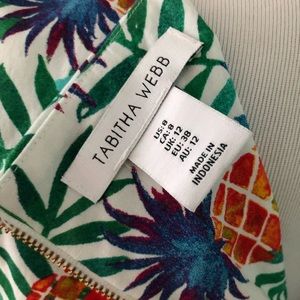 TABITHA WEBB
US: 8
CA: 8
UK: 12
EU: 38
AU: 12
MADE IN
INDONESIA